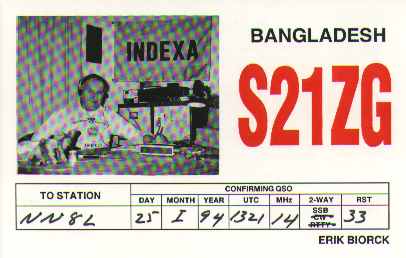 INDEXA
BANGLADESH
S21ZG
TO STATION
CONFIRMING QSO
DAY MONTH YEAR UTC MHz 2-WAY RST
NN8L 25 I 94 1321 14 SSB CW RTTY 33
ERIK BIORCK